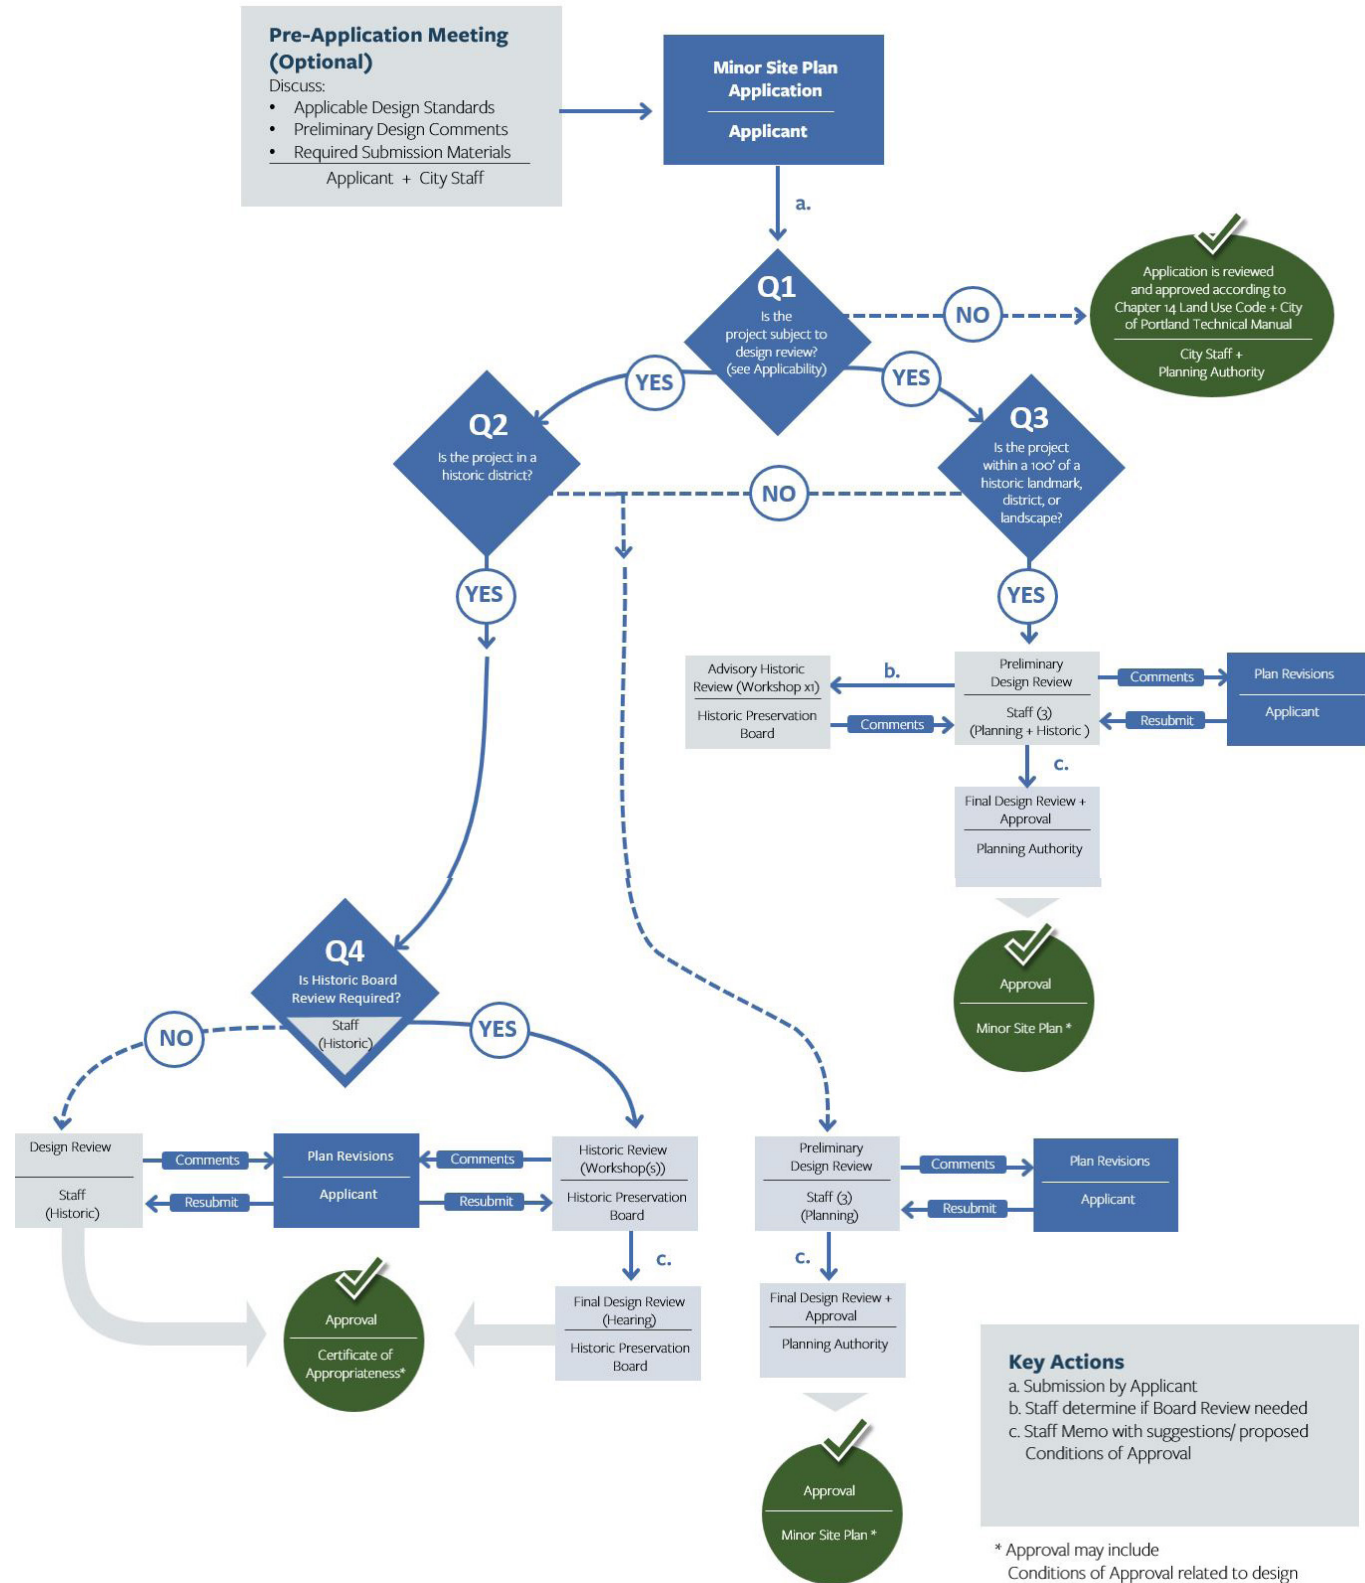 Pre-Application Meeting
(Optional)
Discuss:
• Applicable Design Standards
• Preliminary Design Comments
• Required Submission Materials
Applicant + City Staff
Minor Site Plan
Application
Applicant
a.
Q1
Is the
project subject to
design review?
(see Applicability)
NO
Application is reviewed
and approved according to
Chapter 14 Land Use Code + City
of Portland Technical Manual
City Staff +
Planning Authority
YES
YES
Q2
Is the project in a
historic district?
NO
Q3
Is the project
within a 100' of a
historic landmark,
district, or
landscape?
YES
YES
Advisory Historic
Review (Workshop x1)
Historic Preservation
Board
b.
Comments
Preliminary
Design Review
Staff (3)
(Planning + Historic )
Comments
Resubmit
Plan Revisions
Applicant
c.
Final Design Review +
Approval
Planning Authority
Approval
Minor Site Plan *
Q4
Is Historic Board
Review Required?
Staff
(Historic)
NO
YES
Design Review
Staff
(Historic)
Comments
Resubmit
Plan Revisions
Applicant
Comments
Resubmit
Historic Review
(Workshop(s))
Historic Preservation
Board
c.
Final Design Review
(Hearing)
Historic Preservation
Board
Approval
Certificate of
Appropriateness*
Preliminary
Design Review
Staff (3)
(Planning)
Comments
Resubmit
Plan Revisions
Applicant
c.
Final Design Review +
Approval
Planning Authority
Approval
Minor Site Plan *
Key Actions
a. Submission by Applicant
b. Staff determine if Board Review needed
c. Staff Memo with suggestions/ proposed
Conditions of Approval
* Approval may include
Conditions of Approval related to design